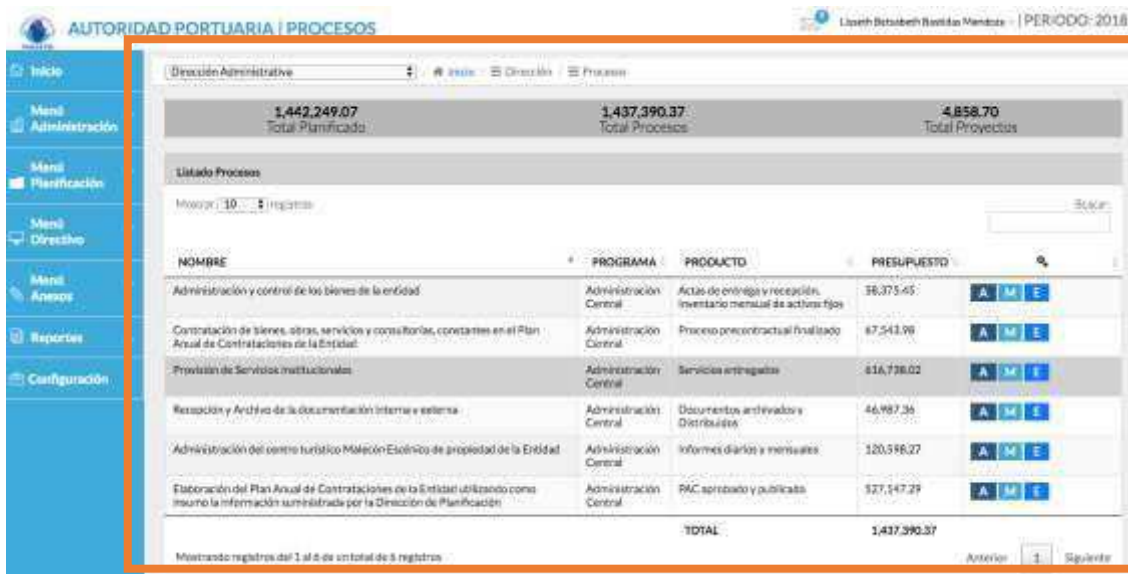 AUTORIDAD PORTUARIA | PROCESOS
Lisseth Betsabeth Bastidas Mendoza | PERIODO: 2018
Inicio
Menú
Administración
Menú
Planificación
Menú
Directivo
Menú
Anexos
Reportes
Configuración
Dirección Administrativa
Inicio / Dirección / Procesos
1,442,249.07 1,437,390.37 4,858.70
Total Planificado Total Procesos Total Proyectos
Listado Procesos
Mostrar 10 registros
Buscar:
NOMBRE PROGRAMA PRODUCTO PRESUPUESTO
Administración y control de los bienes de la entidad Administración Actas de entrega y recepción, 58,375.45 A M E
Central inventario mensual de activos fijos
Contratación de bienes, obras, servicios y consultorías, constantes en el Plan Administración Proceso precontractual finalizado 67,543.98 A M E
Anual de Contrataciones de la Entidad Central
Provisión de Servicios Institucionales Administración Servicios entregados 616,738.02 A M E
Central
Recepción y Archivo de la documentación interna y externa Administración Documentos archivados y 46,987.36 A M E
Central Distribuidos
Administración del centro turístico Malecón Escénico de propiedad de la Entidad Administración Informes diarios y mensuales 120,598.27 A M E
Central
Elaboración del Plan Anual de Contrataciones de la Entidad utilizando como Administración PAC aprobado y publicado 527,147.29 A M E
insumo la información suministrada por la Dirección de Planificación Central
TOTAL 1,437,390.37
Mostrando registros del 1 al 6 de un total de 6 registros
Anterior 1 Siguiente